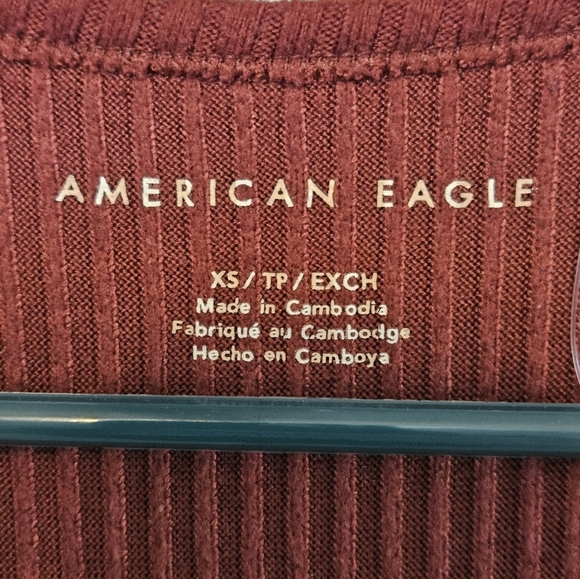 AMERICAN EAGLE
XS / TP / EXCH
Made in Cambodia
Fabriqué au Cambodge
Hecho en Camboya